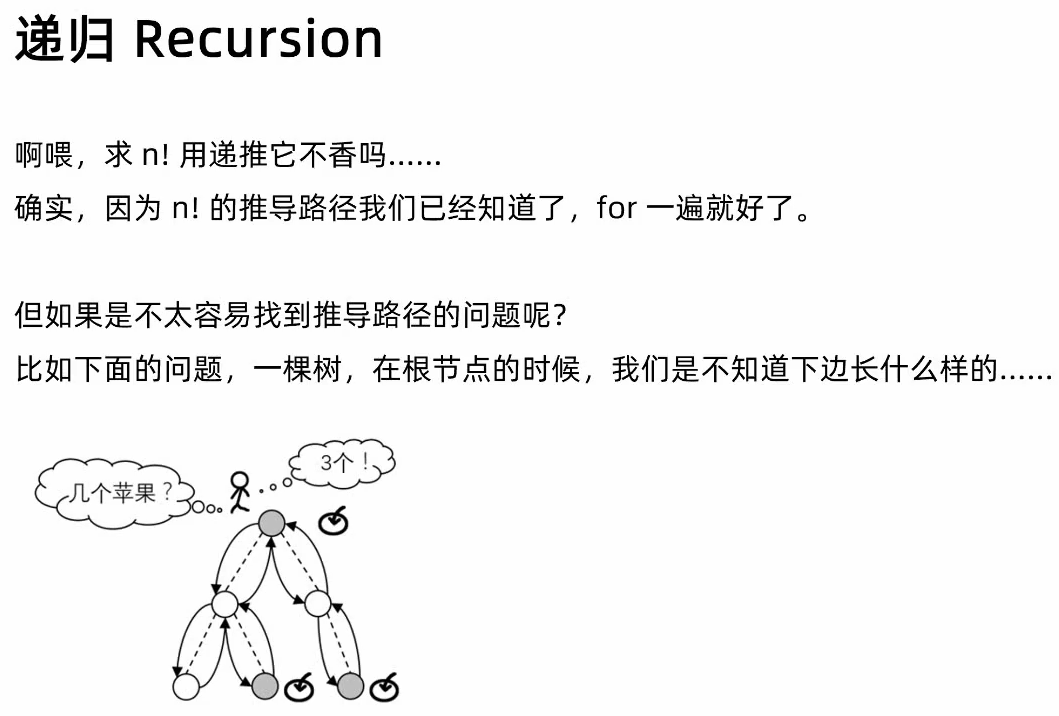 递归 Recursion
啊喂，求 n! 用递推它不香吗……
确实，因为 n! 的推导路径我们已经知道了，for 一遍就好了。
但如果是不太容易找到推导路径的问题呢？
比如下面的问题，一棵树，在根节点的时候，我们是不知道下边长什么样的……
几个苹果？
3个！